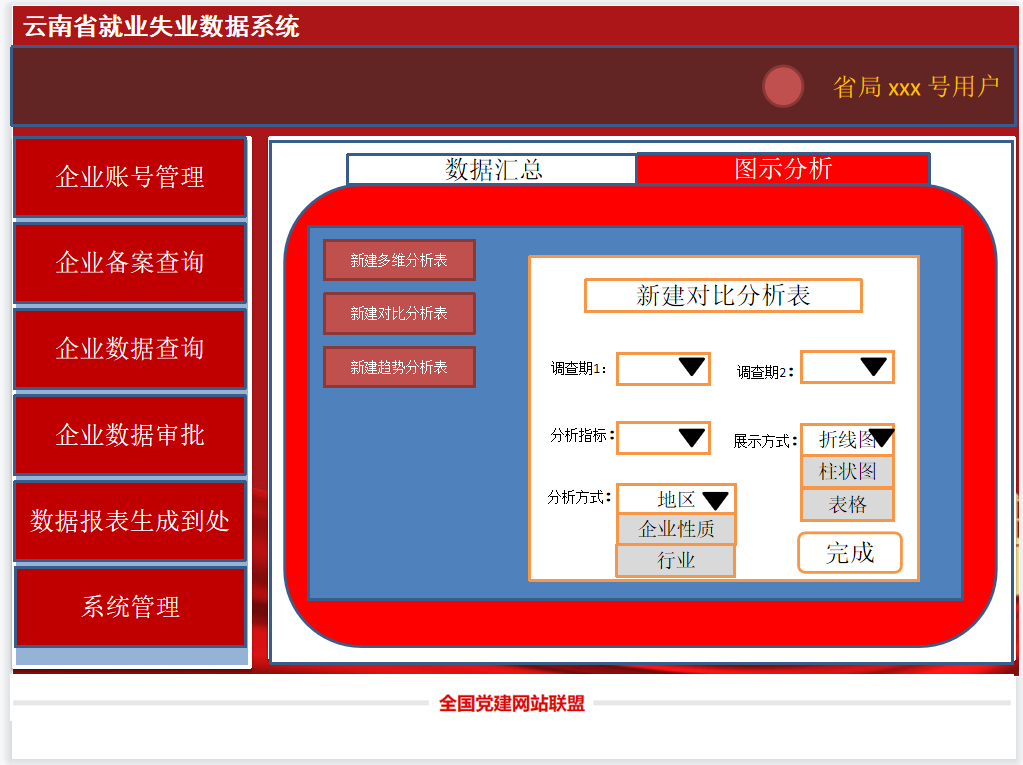 云南省就业失业数据系统
省局 xxx 号用户
企业账号管理
企业备案查询
企业数据查询
企业数据审批
数据报表生成到处
系统管理
数据汇总
图示分析
新建多维分析表
新建对比分析表
新建趋势分析表
新建对比分析表
调查期1：
调查期2：
分析指标：
展示方式：
折线图
柱状图
表格
分析方式：
地区
企业性质
行业
完成
全国党建网站联盟